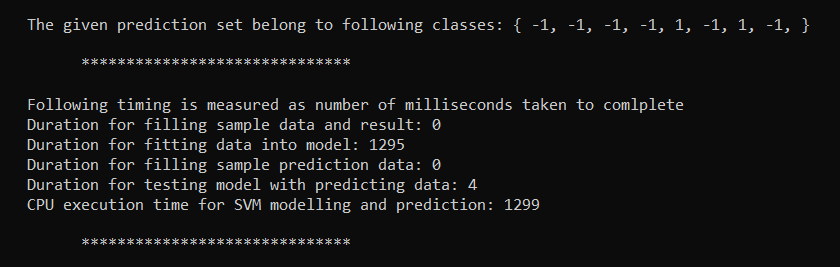 The given prediction set belong to following classes: { -1, -1, -1, -1, 1, -1, 1, -1, }
******************************
Following timing is measured as number of milliseconds taken to comlplete
Duration for filling sample data and result: 0
Duration for fitting data into model: 1295
Duration for filling sample prediction data: 0
Duration for testing model with predicting data: 4
CPU execution time for SVM modelling and prediction: 1299
******************************